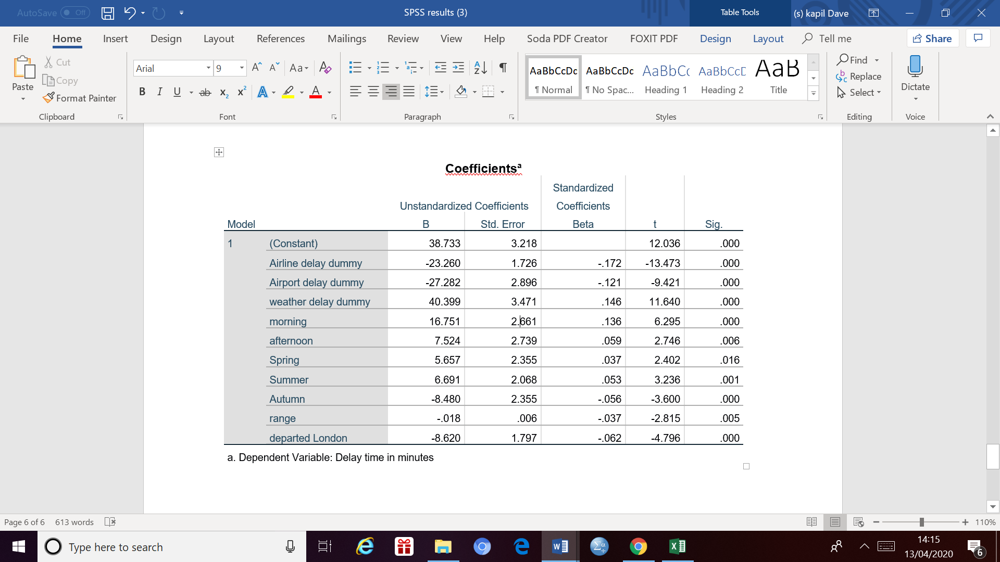 AutoSave Off SPSS results (3) Table Tools (s) kapil Dave
File Home Insert Design Layout References Mailings Review View Help Soda PDF Creator FOXIT PDF Design Layout Tell me Share
Paste Cut Copy Format Painter
Arial 9
AaBbCcDc AaBbCcDc AaBbCc AaBbCcE AaB
¶ Normal ¶ No Spac... Heading 1 Heading 2 Title
Find Replace Select
Dictate
Clipboard Font Paragraph Styles Editing Voice
Coefficientsᵃ
Standardized
Unstandardized Coefficients Coefficients
Model B Std. Error Beta t Sig.
1 (Constant) 38.733 3.218 12.036 .000
Airline delay dummy -23.260 1.726 -.172 -13.473 .000
Airport delay dummy -27.282 2.896 -.121 -9.421 .000
weather delay dummy 40.399 3.471 .146 11.640 .000
morning 16.751 2.661 .136 6.295 .000
afternoon 7.524 2.739 .059 2.746 .006
Spring 5.657 2.355 .037 2.402 .016
Summer 6.691 2.068 .053 3.236 .001
Autumn -8.480 2.355 -.056 -3.600 .000
range -.018 .006 -.037 -2.815 .005
departed London -8.620 1.797 -.062 -4.796 .000
a. Dependent Variable: Delay time in minutes
Page 6 of 6 613 words 110%
Type here to search 14:15
13/04/2020 6